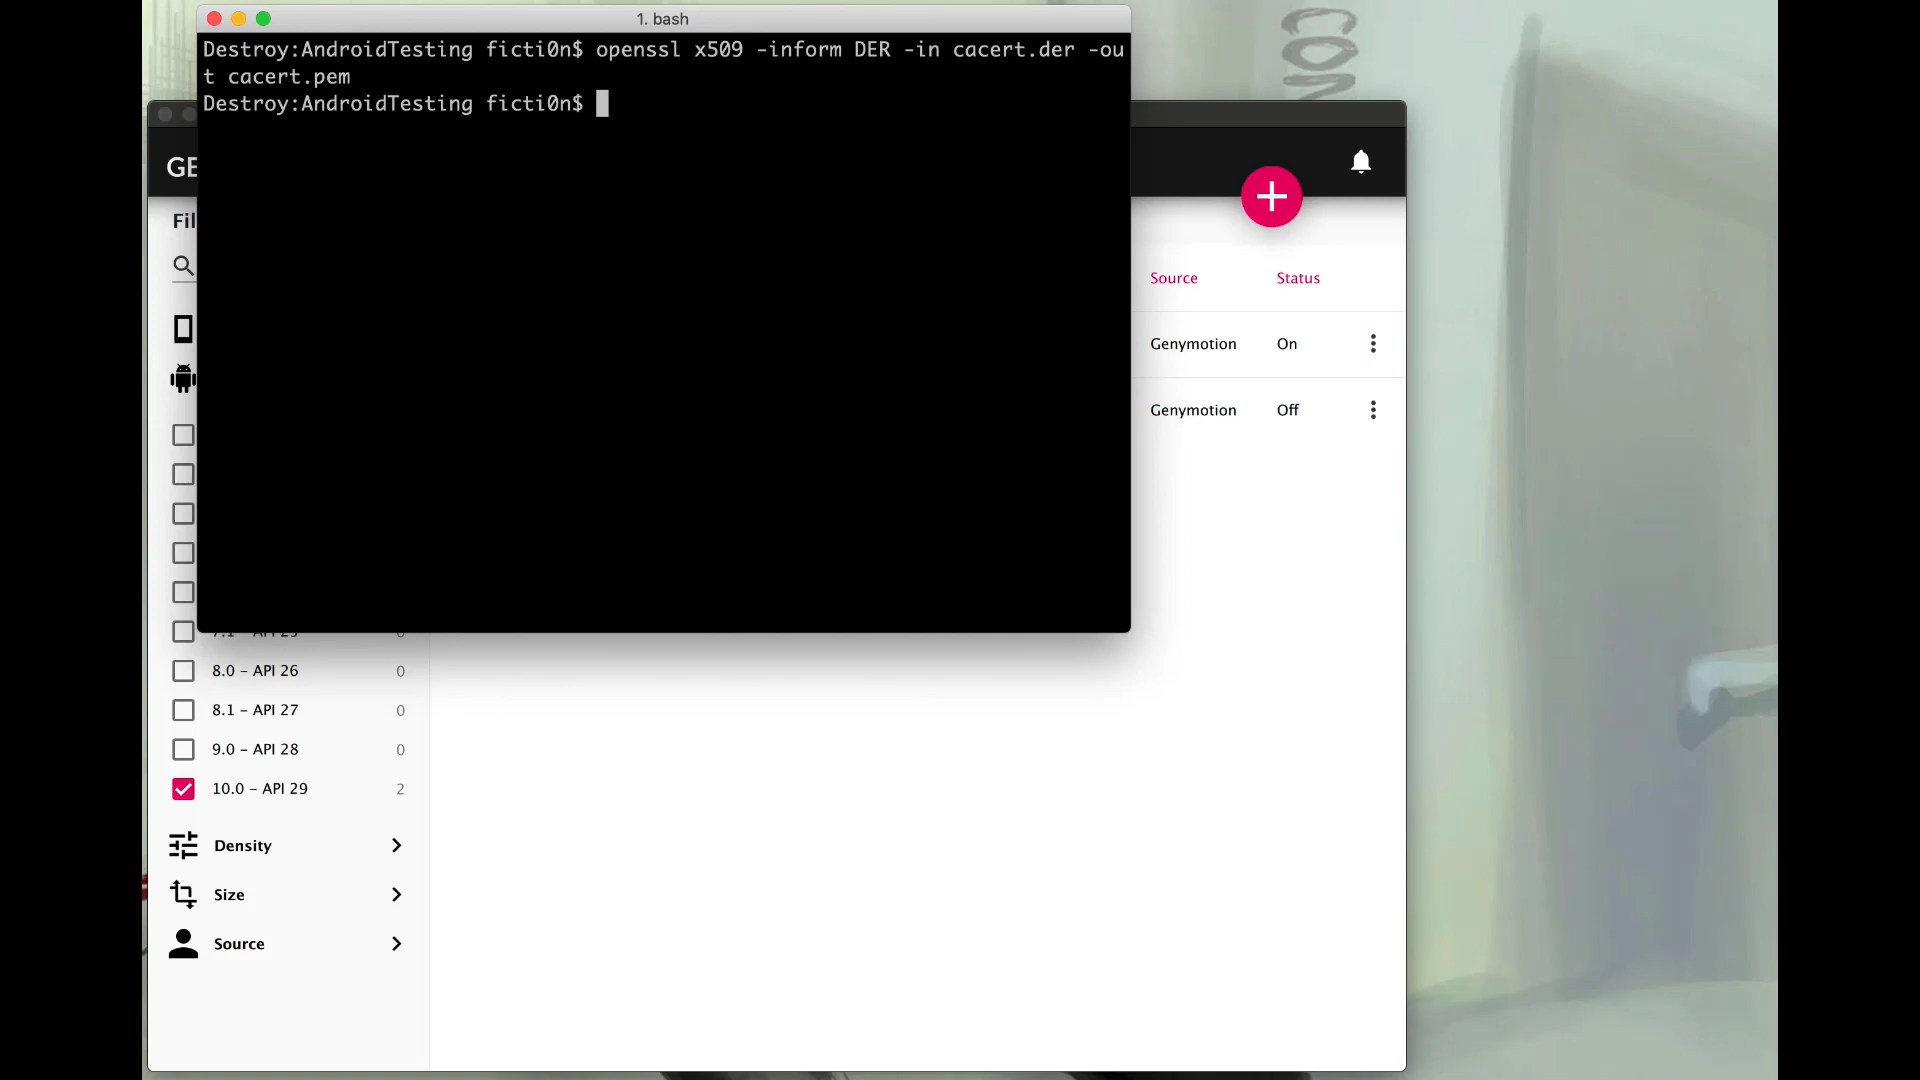 1. bash
Destroy:AndroidTesting ficti0n$ openssl x509 -inform DER -in cacert.der -ou
t cacert.pem
Destroy:AndroidTesting ficti0n$
GE
Fil
Source Status
Genymotion On
Genymotion Off
8.0 – API 26 0
8.1 – API 27 0
9.0 – API 28 0
10.0 – API 29 2
Density
Size
Source